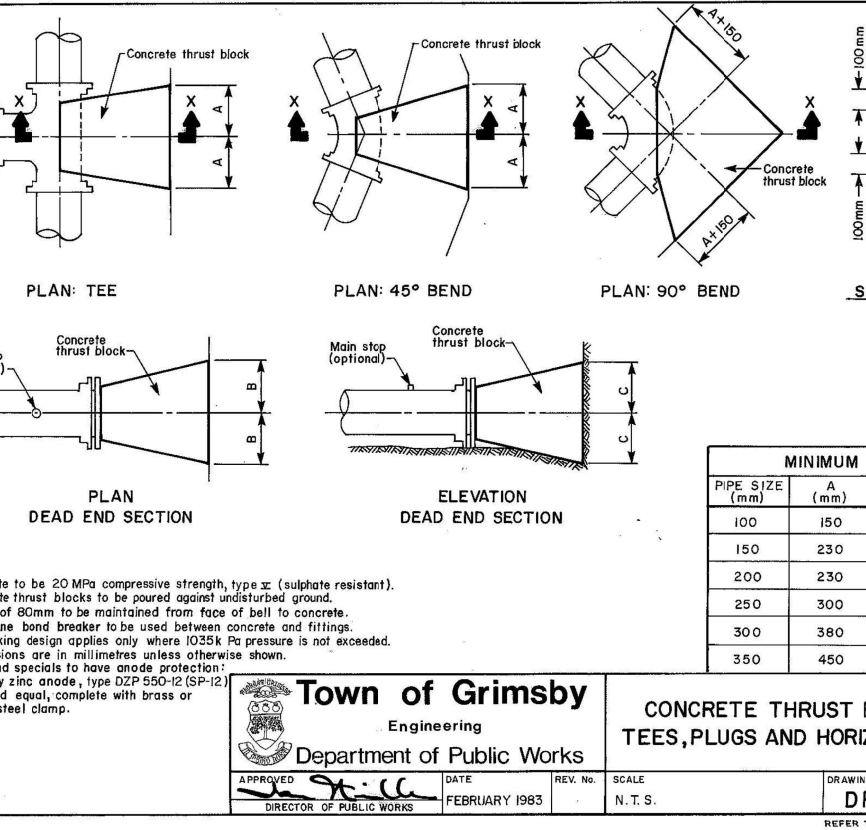 A+150
Concrete thrust block
Concrete thrust block
100mm
X
X
A
A
X
X
A
A
X
X
Concrete
thrust block
A+150
100mm
PLAN: TEE
PLAN: 45° BEND
PLAN: 90° BEND
S
Concrete
thrust block
B
B
Main stop
(optional)
Concrete
thrust block
C
C
PLAN
DEAD END SECTION
ELEVATION
DEAD END SECTION
MINIMUM
PIPE SIZE
(mm)
A
(mm)
100 150
150 230
200 230
250 300
300 380
350 450
te to be 20 MPa compressive strength, type V (sulphate resistant).
te thrust blocks to be poured against undisturbed ground.
of 80mm to be maintained from face of bell to concrete.
ne bond breaker to be used between concrete and fittings.
king design applies only where 1035k Pa pressure is not exceeded.
sions are in millimetres unless otherwise shown.
nd specials to have anode protection:
y zinc anode, type DZP 550-12 (SP-12)
d equal, complete with brass or
steel clamp.
Town of Grimsby
Engineering
Department of Public Works
CONCRETE THRUST
TEES, PLUGS AND HORIZ
APPROVED
DIRECTOR OF PUBLIC WORKS
DATE
FEBRUARY 1983
REV. No.
SCALE
N.T.S.
DRAWIN
D
REFER